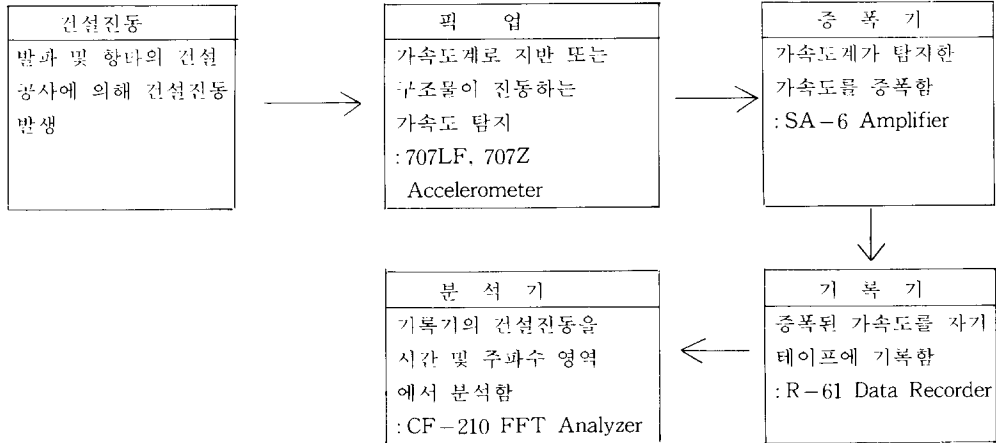 건설진동
발파 및 항타의 건설
공사에 의해 건설진동
발생
픽 업
가속도계로 지반 또는
구조물이 진동하는
가속도 탐지
: 707LF, 707Z
Accelerometer
증 폭 기
가속도계가 탐지한
가속도를 증폭함
: SA-6 Amplifier
기 록 기
증폭된 가속도를 자기
테이프에 기록함
: R-61 Data Recorder
분 석 기
기록기의 건설진동을
시간 및 주파수 영역
에서 분석함
: CF-210 FFT Analyzer